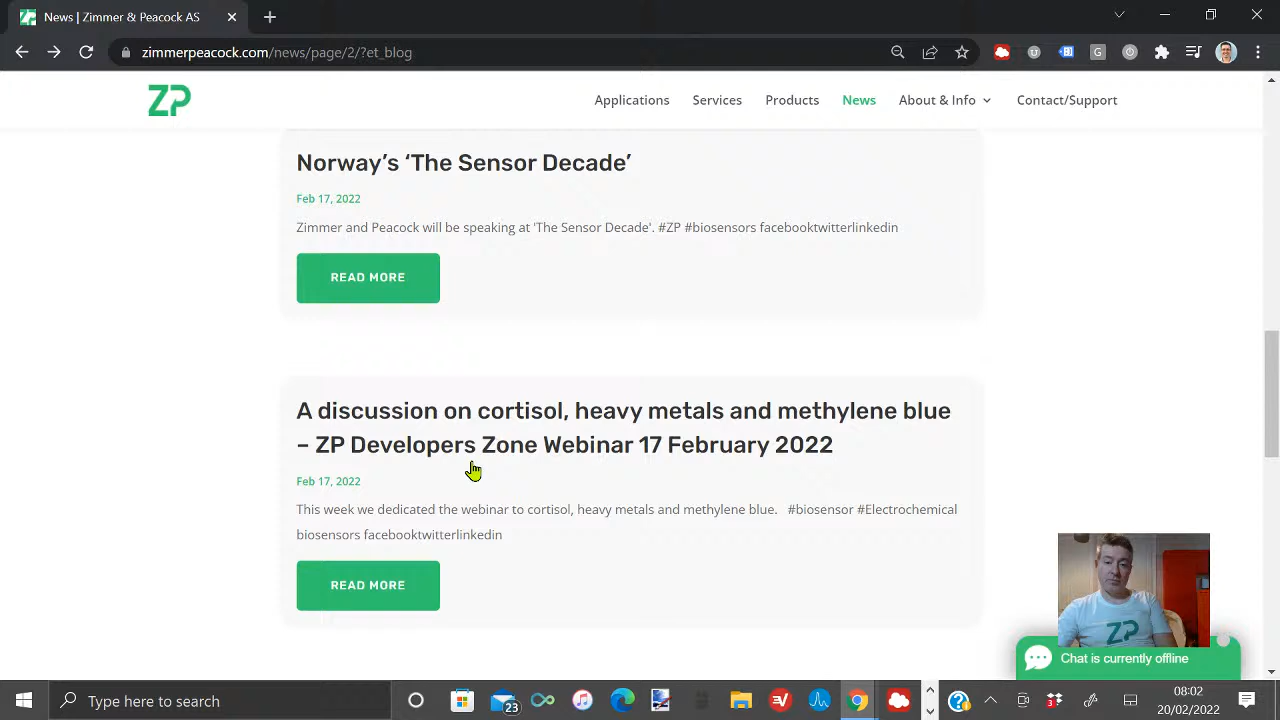 News | Zimmer & Peacock AS
zimmerpeacock.com/news/page/2/?et_blog
ZP
Applications
Services
Products
News
About & Info
Contact/Support
Norway's ‘The Sensor Decade’
Feb 17, 2022
Zimmer and Peacock will be speaking at 'The Sensor Decade'. #ZP #biosensors facebooktwitterlinkedin
READ MORE
A discussion on cortisol, heavy metals and methylene blue
– ZP Developers Zone Webinar 17 February 2022
Feb 17, 2022
This week we dedicated the webinar to cortisol, heavy metals and methylene blue. #biosensor #Electrochemical
biosensors facebooktwitterlinkedin
READ MORE
ZP
Chat is currently offline
Type here to search
23
3
08:02
20/02/2022